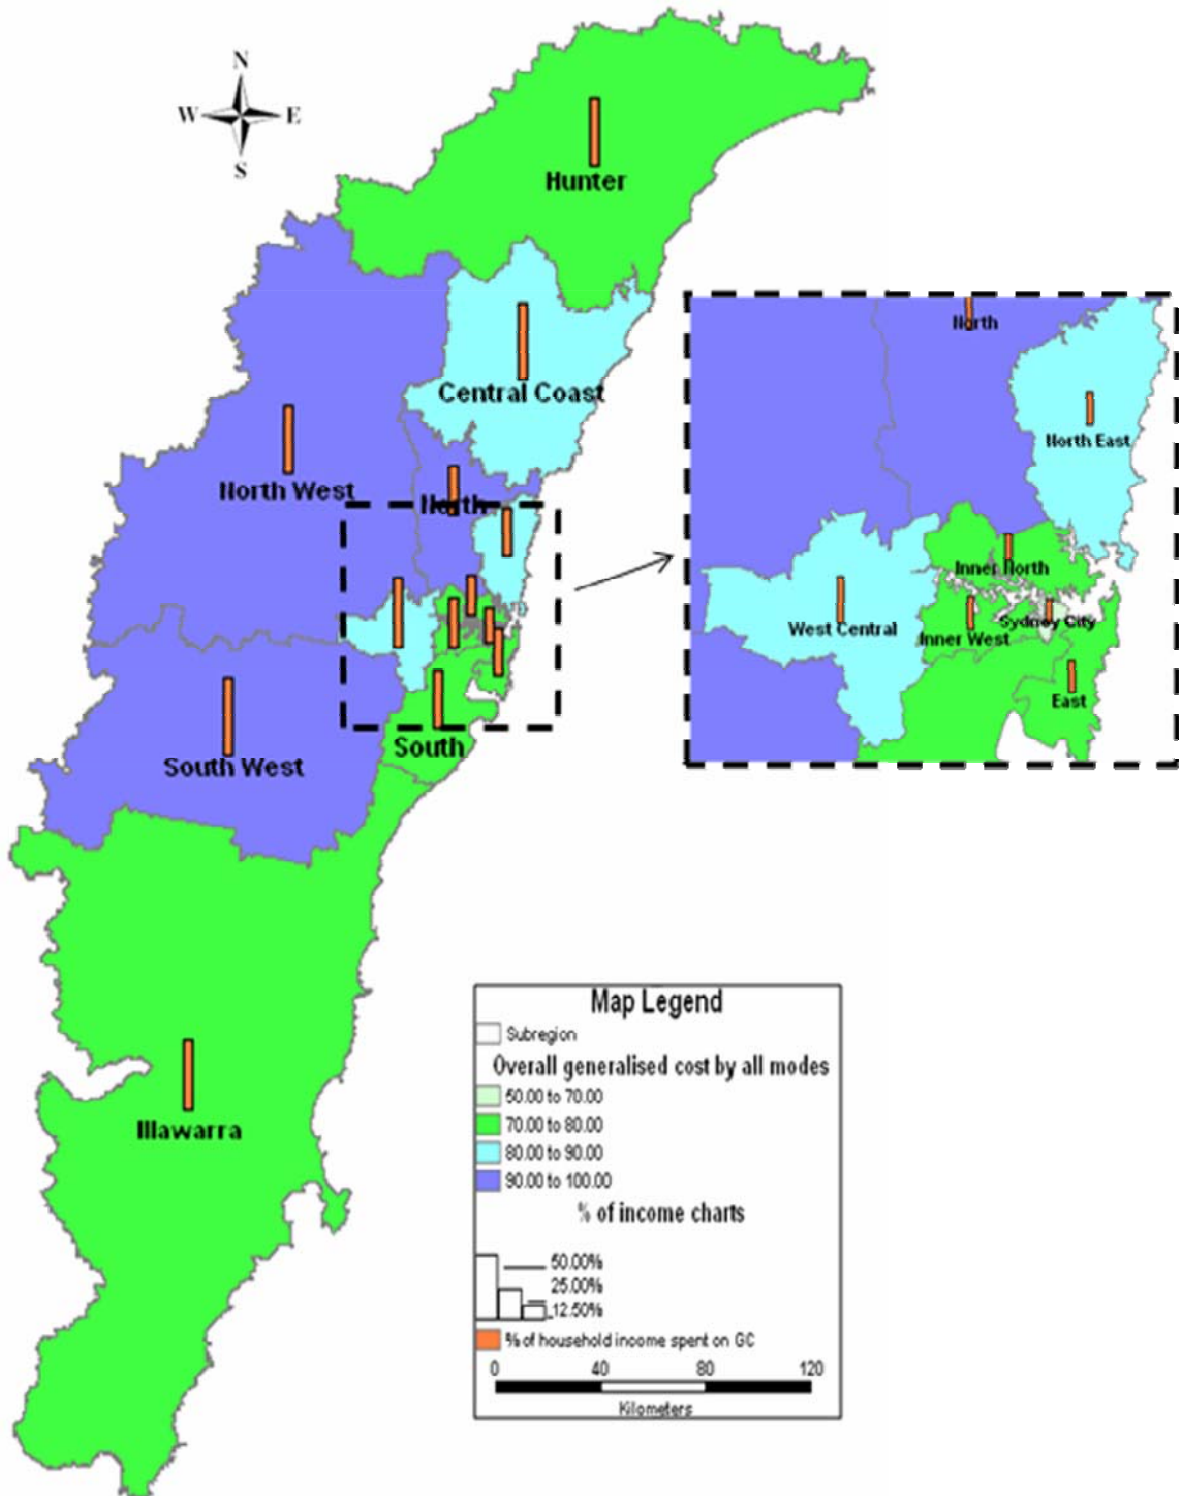 N
W E
S
Hunter
Central Coast
North West
North
South West
South
Illawarra
North
North East
Inner North
West Central
Inner West
Sydney City
East
Map Legend
Subregion
Overall generalised cost by all modes
50.00 to 70.00
70.00 to 80.00
80.00 to 90.00
90.00 to 100.00
% of income charts
50.00%
25.00%
12.50%
% of household income spent on GC
0 40 80 120
Kilometers